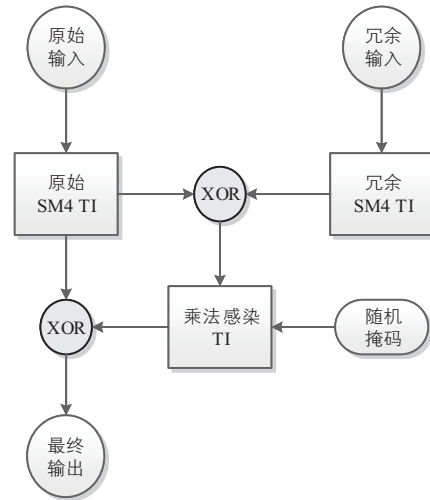 原始
输入
冗余
输入
原始
SM4 TI
XOR
冗余
SM4 TI
XOR
乘法感染
TI
随机
掩码
最终
输出